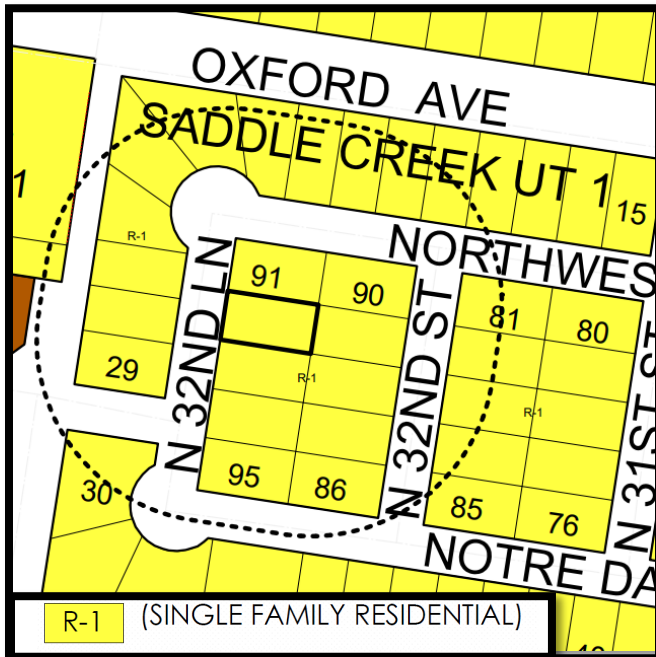 OXFORD AVE
SADDLE CREEK UT 1
1
15
R-1
NORTHWES
N 32ND LN
91
90
N 32ND ST
81
80
29
R-1
R-1
N 31ST ST
30
95
86
85
76
NOTRE DA
R-1 (SINGLE FAMILY RESIDENTIAL)